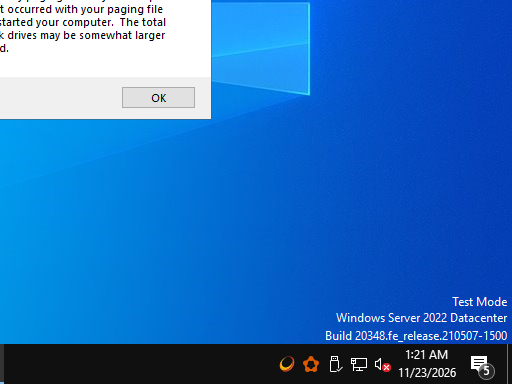 t occurred with your paging file
started your computer.  The total
k drives may be somewhat larger
d.
OK
Test Mode
Windows Server 2022 Datacenter
Build 20348.fe_release.210507-1500
1:21 AM
11/23/2026
5